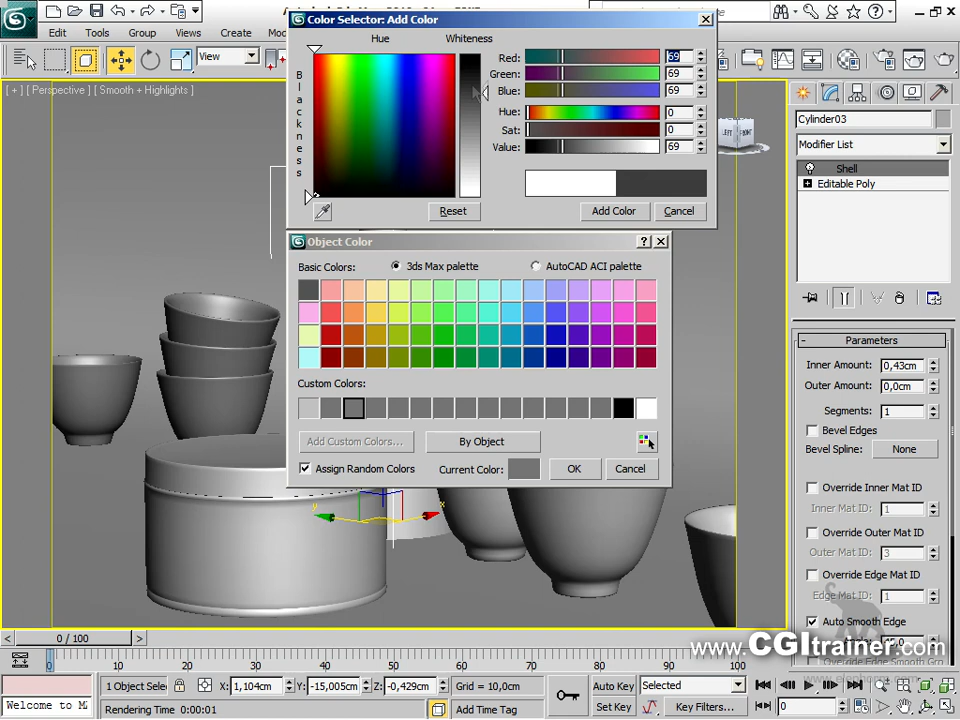 Color Selector: Add Color
Edit
Tools
Group
Views
Create
View
Hue
Whiteness
Blackness
Red:
69
Green:
69
Blue:
69
Hue:
0
Sat:
0
Value:
69
Reset
Add Color
Cancel
[ + ] [ Perspective ] [ Smooth + Highlights ]
LEFT
FRONT
Object Color
Basic Colors:
3ds Max palette
AutoCAD ACI palette
Custom Colors:
Add Custom Colors...
By Object
Assign Random Colors
Current Color:
OK
Cancel
Cylinder03
Modifier List
Shell
Editable Poly
Parameters
Inner Amount:
0,43cm
Outer Amount:
0,0cm
Segments:
1
Bevel Edges
Bevel Spline:
None
Override Inner Mat ID
Inner Mat ID:
1
Override Outer Mat ID
Outer Mat ID:
3
Override Edge Mat ID
Edge Mat ID:
1
Auto Smooth Edge
www.CGItrainer.com
y
x
0 / 100
0
10
20
30
40
50
60
70
80
90
100
1 Object Selec
X:
1,104cm
Y:
-15,005cm
Z:
-0,429cm
Grid = 10,0cm
Auto Key
Selected
Welcome to M
Rendering Time 0:00:01
Add Time Tag
Set Key
Key Filters...
0